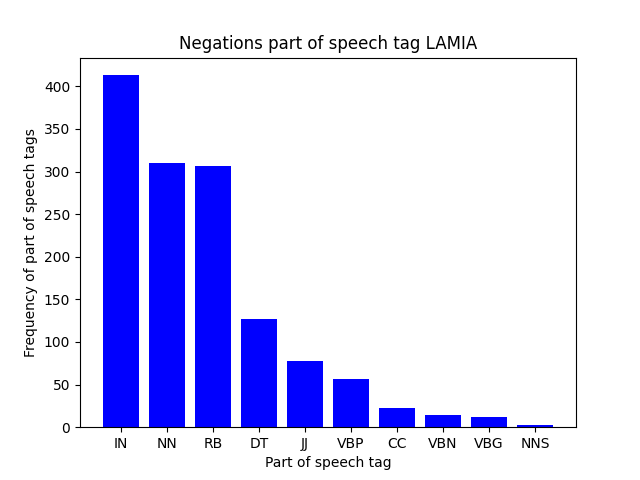 Negations part of speech tag LAMIA
Frequency of part of speech tags
400
350
300
250
200
150
100
50
0
IN NN RB DT JJ VBP CC VBN VBG NNS
Part of speech tag